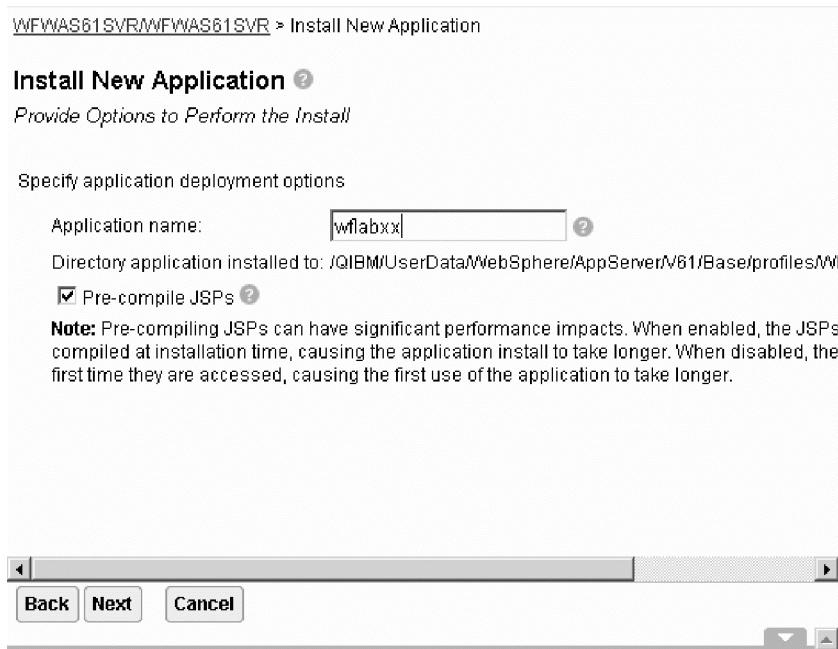 WFWAS61SVR/WFWAS61SVR > Install New Application
Install New Application ?
Provide Options to Perform the Install
Specify application deployment options
Application name: wflabxx ?
Directory application installed to: /QIBM/UserData/WebSphere/AppServer/V61/Base/profiles/W
Pre-compile JSPs ?
Note: Pre-compiling JSPs can have significant performance impacts. When enabled, the JSPs
compiled at installation time, causing the application install to take longer. When disabled, the
first time they are accessed, causing the first use of the application to take longer.
Back Next Cancel